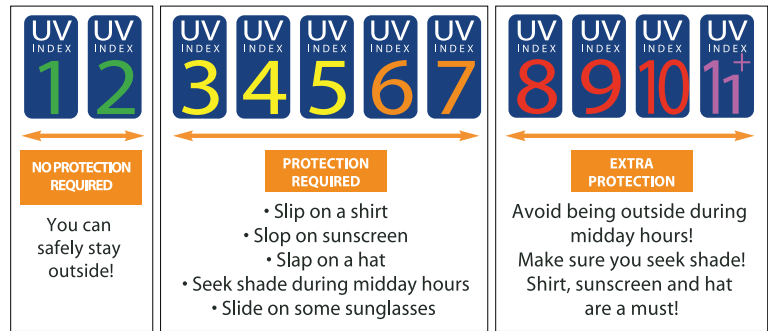 UV INDEX 1
UV INDEX 2
NO PROTECTION
REQUIRED
You can
safely stay
outside!
UV INDEX 3
UV INDEX 4
UV INDEX 5
UV INDEX 6
UV INDEX 7
PROTECTION
REQUIRED
• Slip on a shirt
• Slop on sunscreen
• Slap on a hat
• Seek shade during midday hours
• Slide on some sunglasses
UV INDEX 8
UV INDEX 9
UV INDEX 10
UV INDEX 11+
EXTRA
PROTECTION
Avoid being outside during
midday hours!
Make sure you seek shade!
Shirt, sunscreen and hat
are a must!